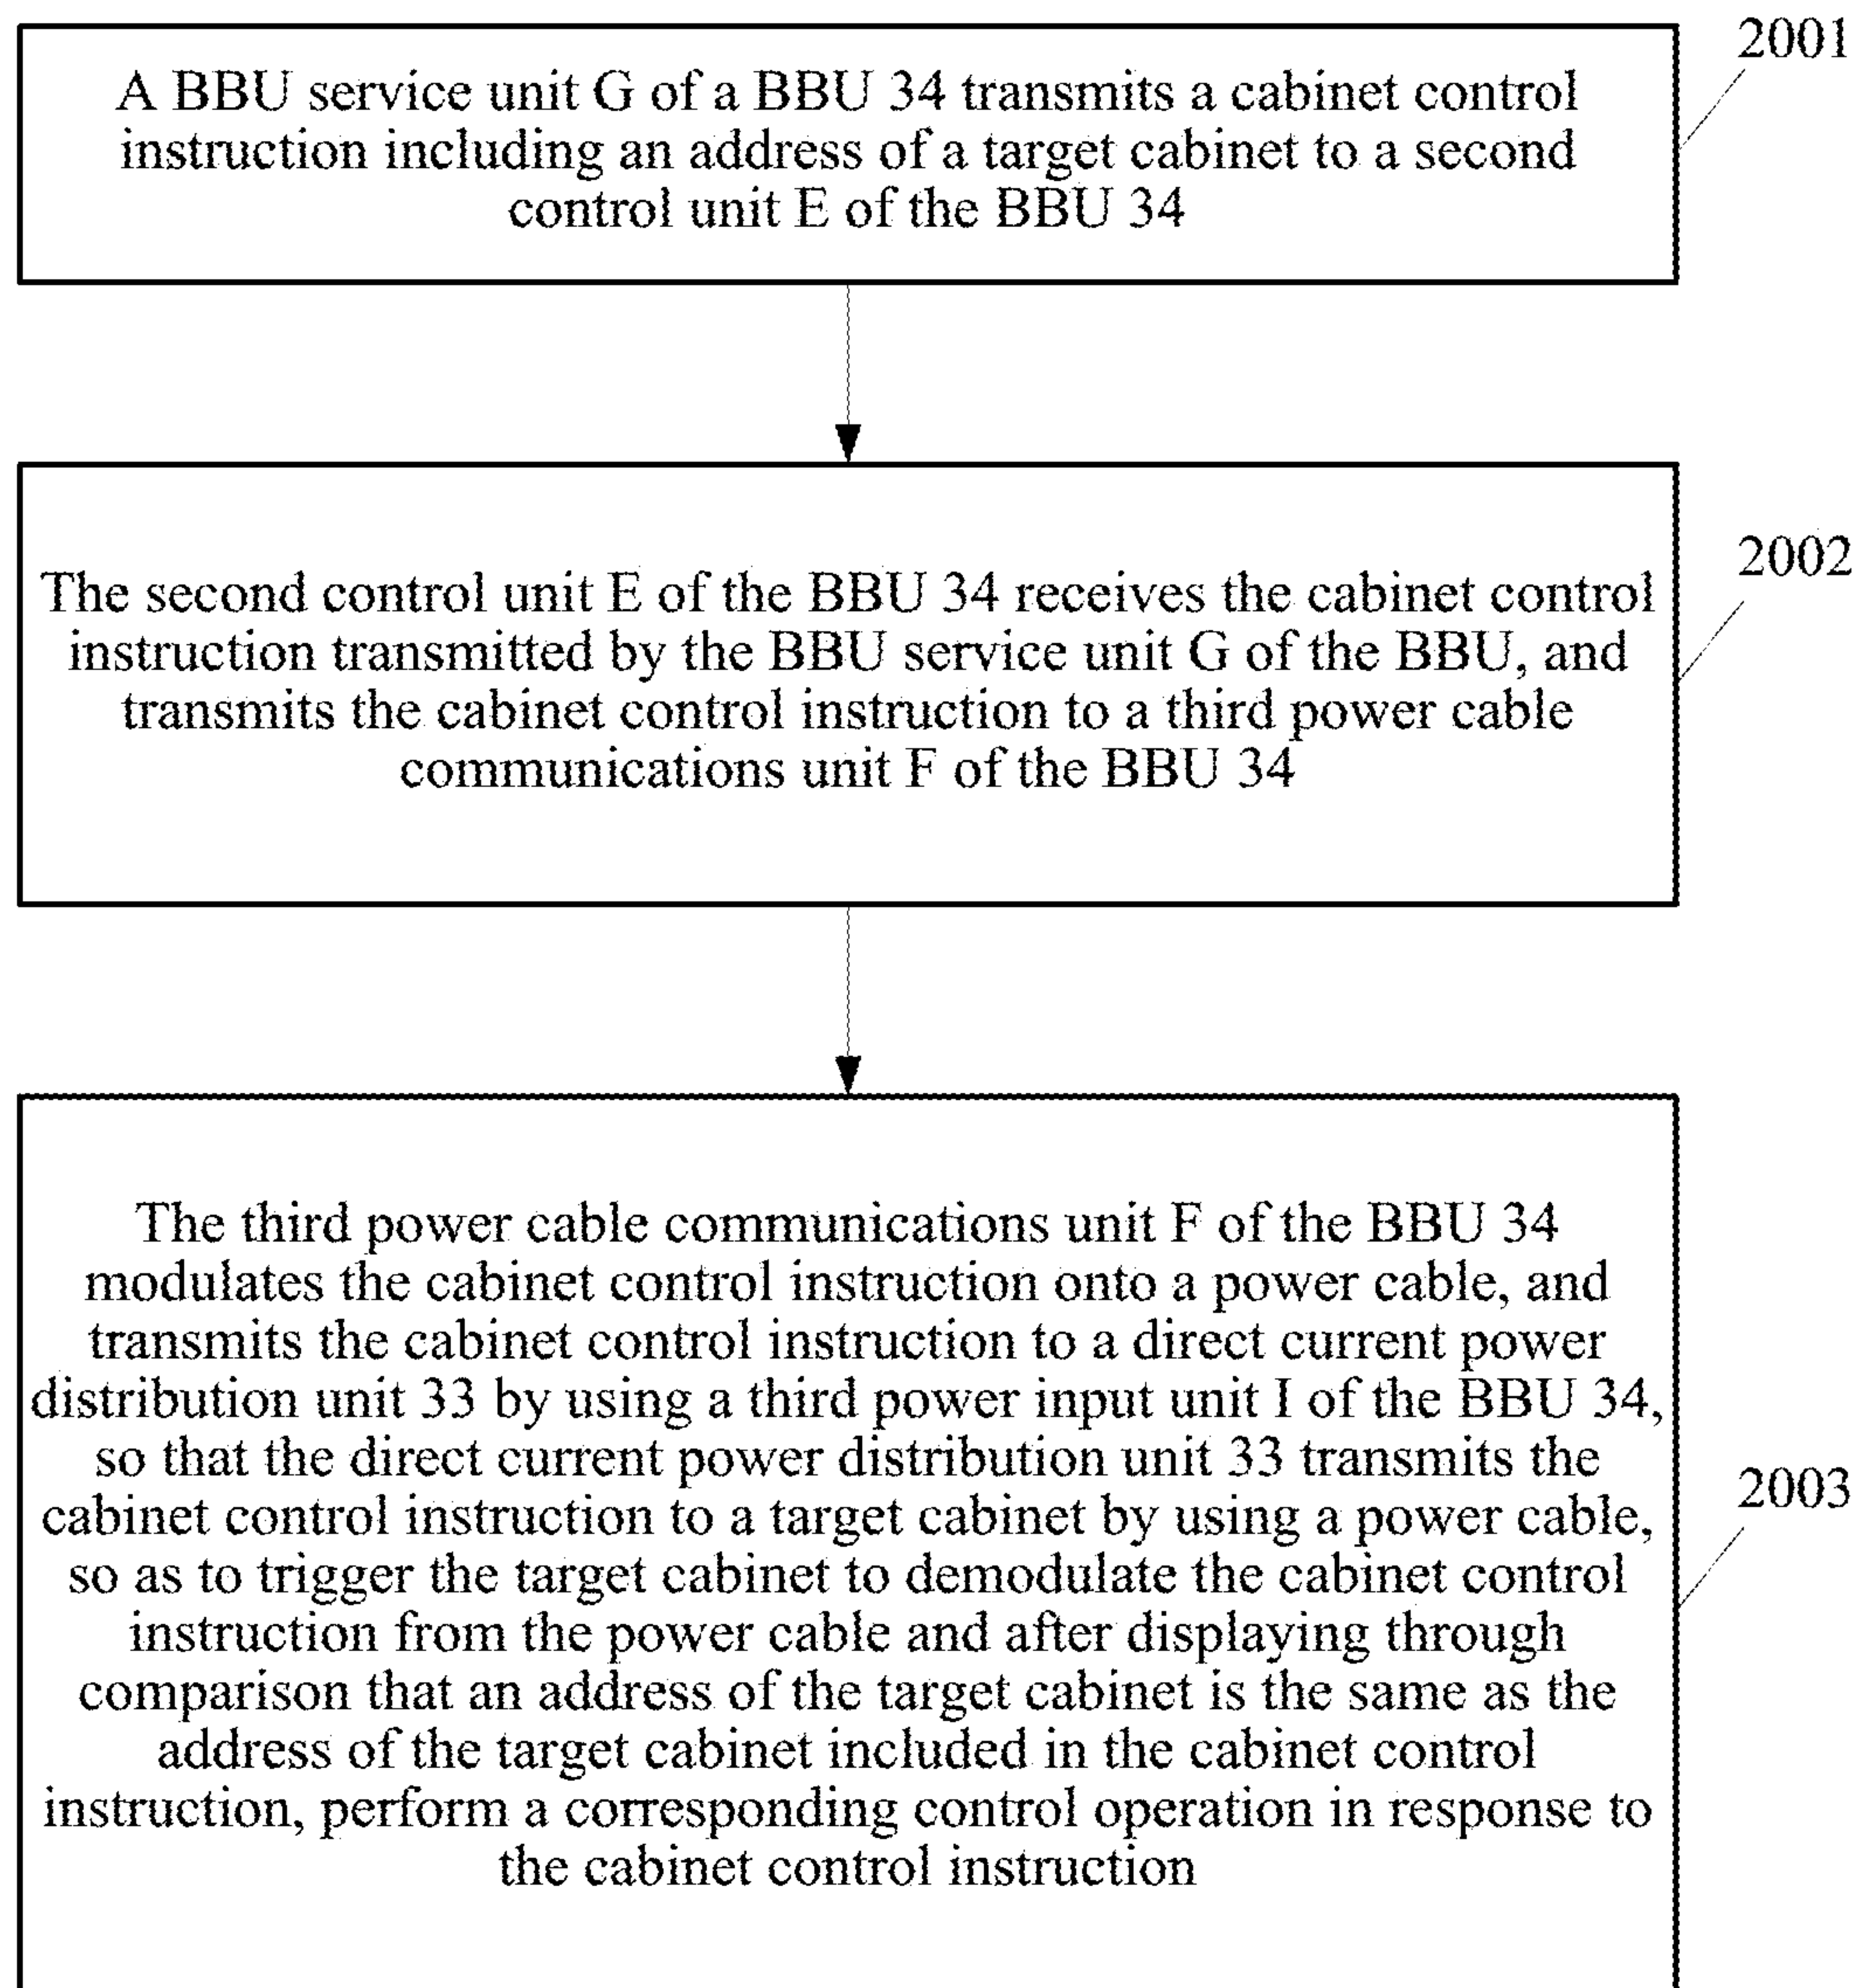 2001
A BBU service unit G of a BBU 34 transmits a cabinet control
instruction including an address of a target cabinet to a second
control unit E of the BBU 34
2002
The second control unit E of the BBU 34 receives the cabinet control
instruction transmitted by the BBU service unit G of the BBU, and
transmits the cabinet control instruction to a third power cable
communications unit F of the BBU 34
The third power cable communications unit F of the BBU 34
modulates the cabinet control instruction onto a power cable, and
transmits the cabinet control instruction to a direct current power
distribution unit 33 by using a third power input unit I of the BBU 34,
so that the direct current power distribution unit 33 transmits the
cabinet control instruction to a target cabinet by using a power cable,
so as to trigger the target cabinet to demodulate the cabinet control
instruction from the power cable and after displaying through
comparison that an address of the target cabinet is the same as the
address of the target cabinet included in the cabinet control
instruction, perform a corresponding control operation in response to
the cabinet control instruction
2003